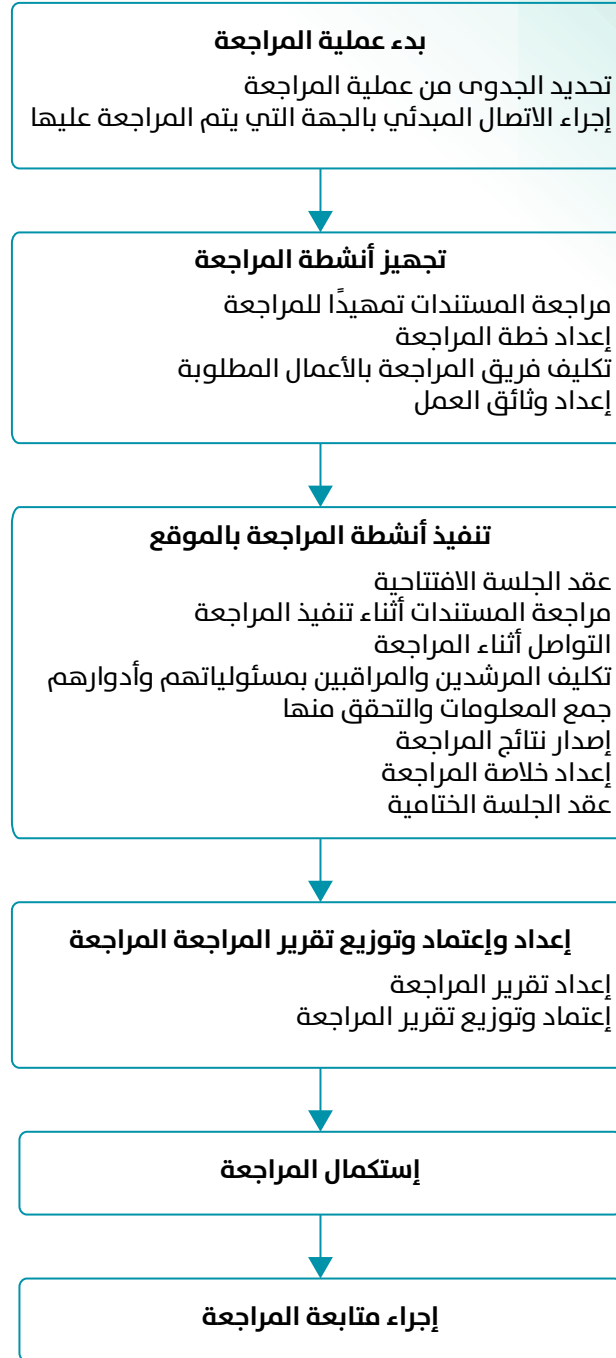 بدء عملية المراجعة
تحديد الجدوى من عملية المراجعة
إجراء الاتصال المبدئي بالجهة التي يتم المراجعة عليها
تجهيز أنشطة المراجعة
مراجعة المستندات تمهيدًا للمراجعة
إعداد خطة المراجعة
تكليف فريق المراجعة بالأعمال المطلوبة
إعداد وثائق العمل
تنفيذ أنشطة المراجعة بالموقع
عقد الجلسة الافتتاحية
مراجعة المستندات أثناء تنفيذ المراجعة
التواصل أثناء المراجعة
تكليف المرشدين والمراقبين بمسئولياتهم وأدوارهم
جمع المعلومات والتحقق منها
إصدار نتائج المراجعة
إعداد خلاصة المراجعة
عقد الجلسة الختامية
إعداد وإعتماد وتوزيع تقرير المراجعة المراجعة
إعداد تقرير المراجعة
إعتماد وتوزيع تقرير المراجعة
إستكمال المراجعة
إجراء متابعة المراجعة